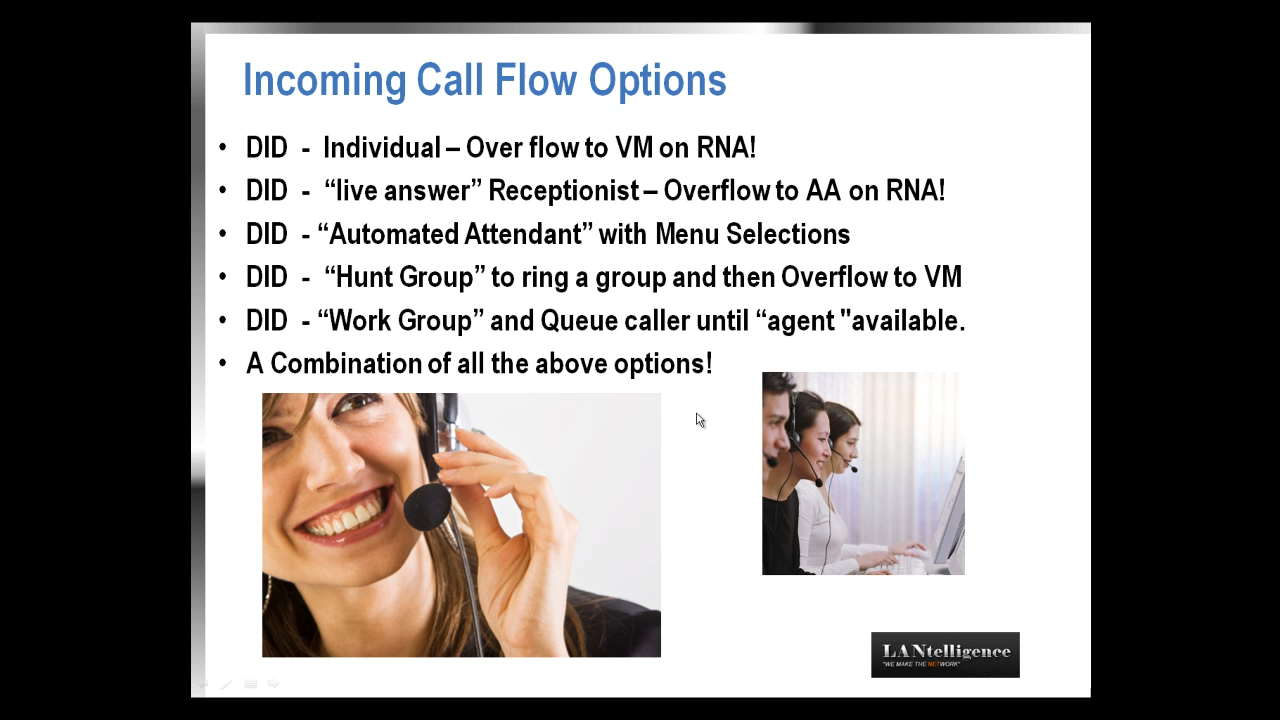 Incoming Call Flow Options
• DID - Individual – Over flow to VM on RNA!
• DID - “live answer” Receptionist – Overflow to AA on RNA!
• DID - “Automated Attendant” with Menu Selections
• DID - “Hunt Group” to ring a group and then Overflow to VM
• DID - “Work Group” and Queue caller until “agent "available.
• A Combination of all the above options!
LANtelligence
"WE MAKE THE NETWORK"